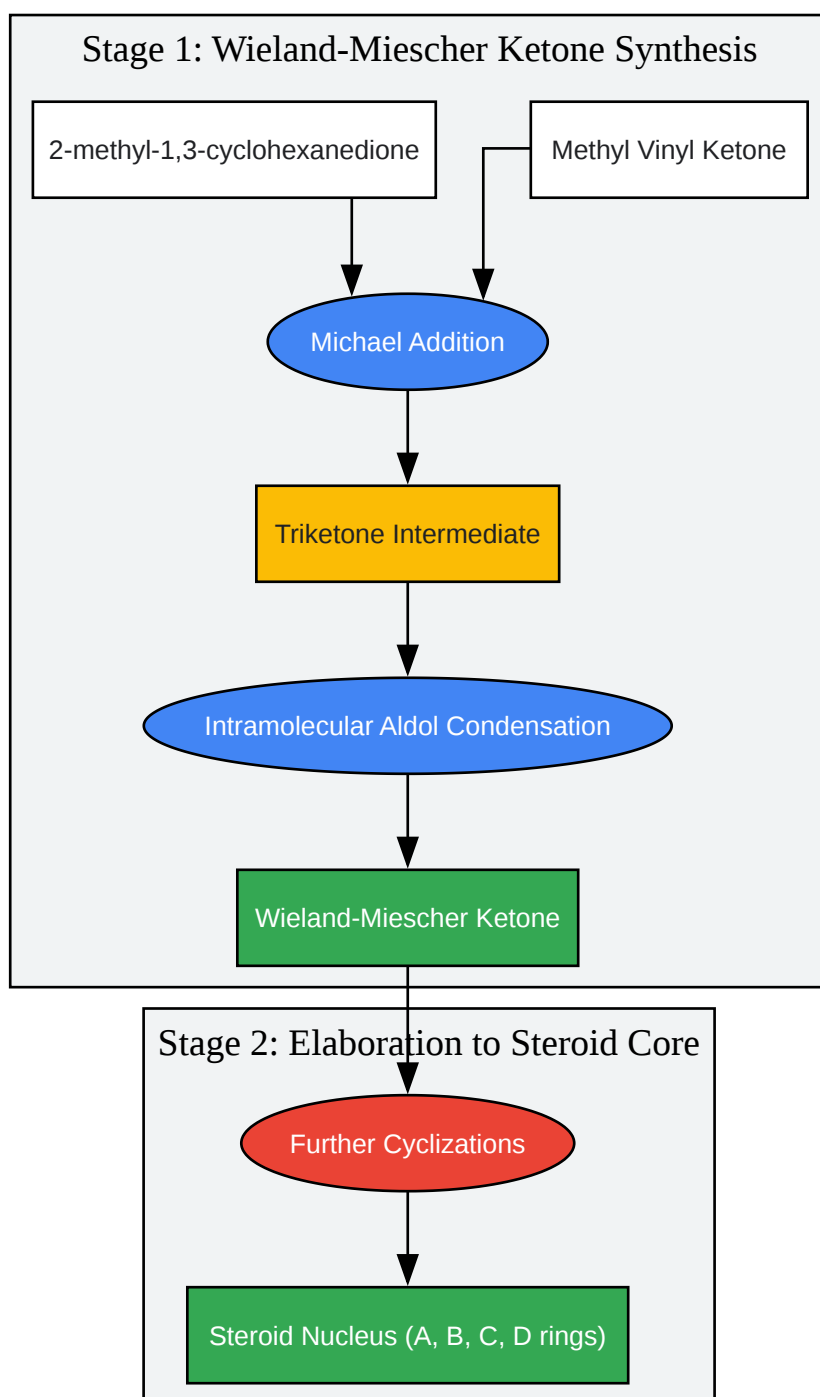 Stage 1: Wieland-Miescher Ketone Synthesis
2-methyl-1,3-cyclohexanedione
Methyl Vinyl Ketone
Michael Addition
Triketone Intermediate
Intramolecular Aldol Condensation
Wieland-Miescher Ketone
Stage 2: Elaboration to Steroid Core
Further Cyclizations
Steroid Nucleus (A, B, C, D rings)